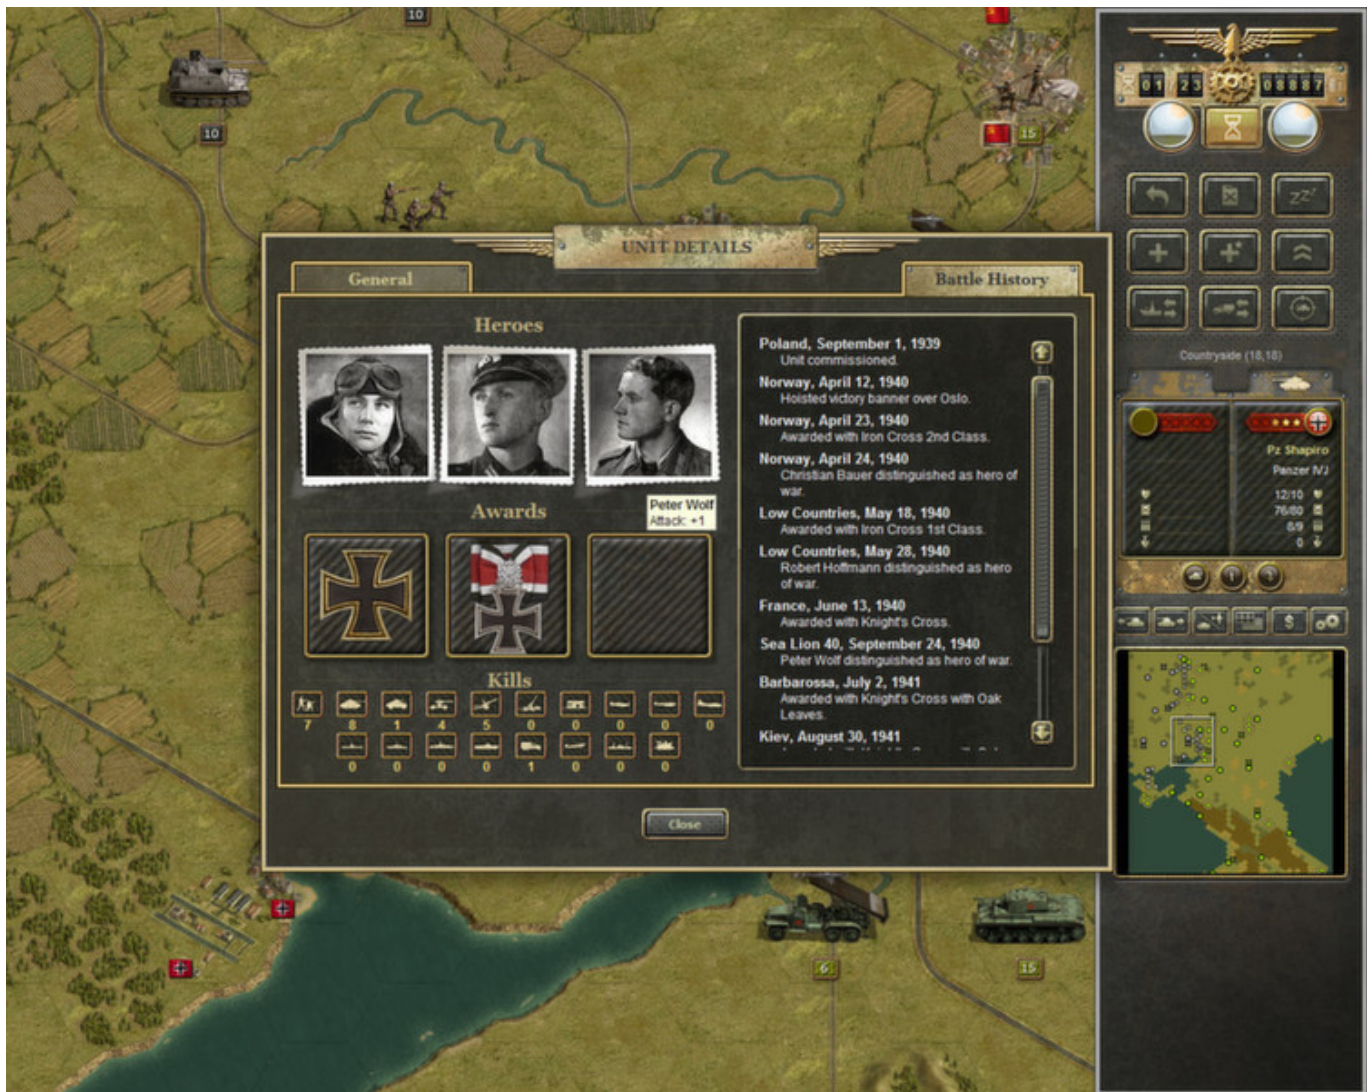 10
01/23
08887
10
15
zzz
UNIT DETAILS
General
Battle History
Heroes
Poland, September 1, 1939
Unit commissioned.
Norway, April 12, 1940
Hoisted victory banner over Oslo.
Norway, April 23, 1940
Awarded with Iron Cross 2nd Class.
Norway, April 24, 1940
Christian Bauer distinguished as hero of
war.
Low Countries, May 18, 1940
Awarded with Iron Cross 1st Class.
Low Countries, May 28, 1940
Robert Hoffmann distinguished as hero
of war.
France, June 13, 1940
Awarded with Knight's Cross.
Sea Lion 40, September 24, 1940
Peter Wolf distinguished as hero of war.
Barbarossa, July 2, 1941
Awarded with Knight's Cross with Oak
Leaves.
Kiev, August 30, 1941
Peter Wolf
Attack: +1
Awards
Kills
7 8 1 4 5 0 0 0 0 0
0 0 0 0 1 0 0 0
Close
Countryside (18,18)
Pz Shapiro
Panzer IVJ
12/10
76/80
8/9
0
$
6
15